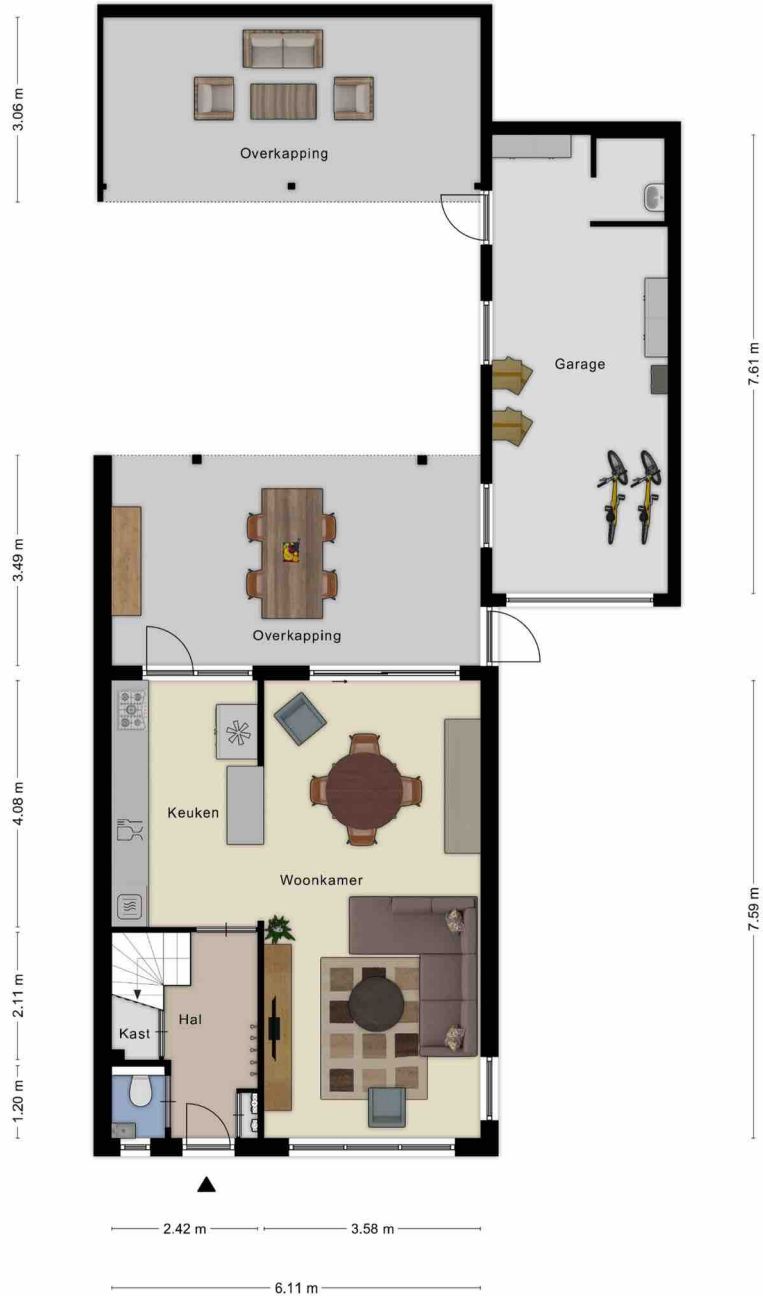 3.06 m
Overkapping
Garage
7.61 m
3.49 m
Overkapping
4.08 m
Keuken
Woonkamer
7.59 m
2.11 m
Kast
Hal
1.20 m
2.42 m
3.58 m
6.11 m